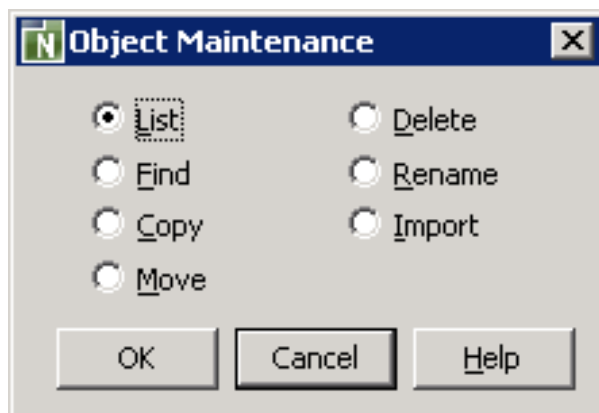 N Object Maintenance
List
Delete
Find
Rename
Copy
Import
Move
OK
Cancel
Help